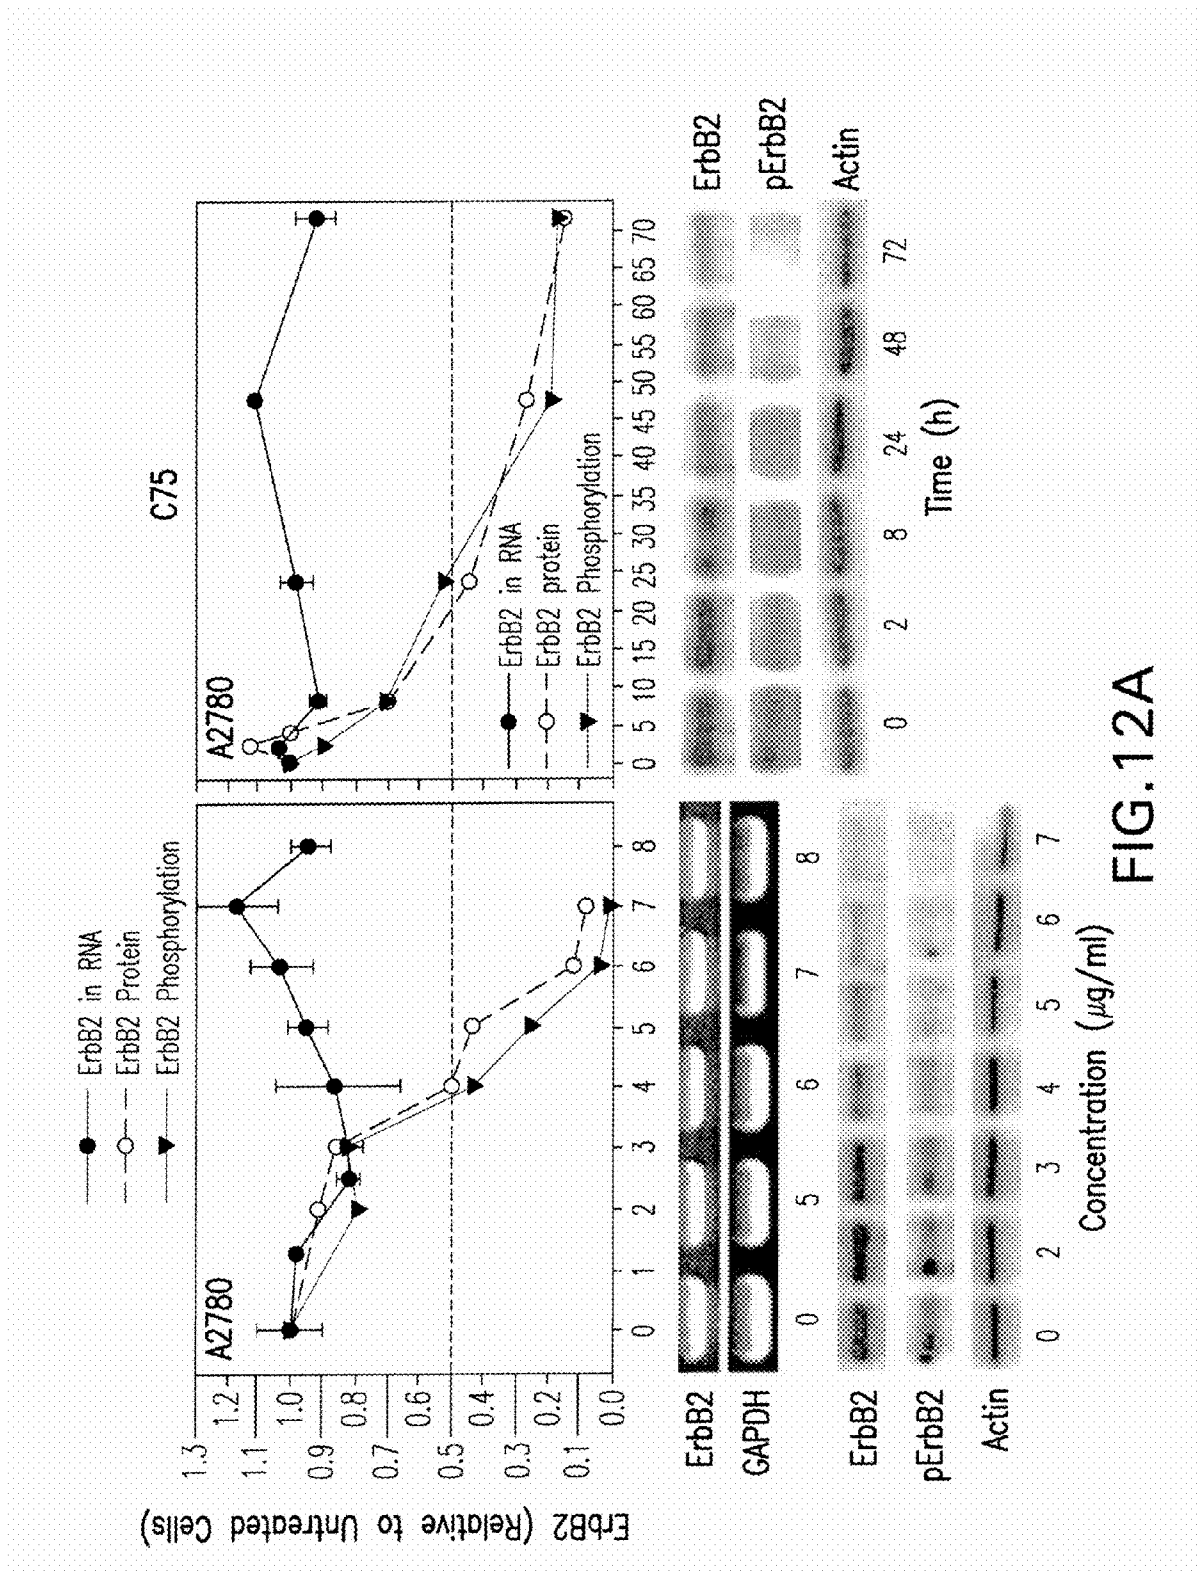 C75
ErbB2 in RNA
ErbB2 Protein
ErbB2 Phosphorylation
ErbB2 (Relative to Untreated Cells)
1.3
1.2
1.1
1.0
0.9
0.8
0.7
0.6
0.5
0.4
0.3
0.2
0.1
0.0
A2780
0 1 2 3 4 5 6 7 8
A2780
ErbB2 in RNA
ErbB2 protein
ErbB2 Phosphorylation
0 5 10 15 20 25 30 35 40 45 50 55 60 65 70
ErbB2
GAPDH
0 5 6 7 8
ErbB2
pErbB2
Actin
0 2 3 4 5 6 7
Concentration (μg/ml)
ErbB2
pErbB2
Actin
0 2 8 24 48 72
Time (h)
FIG.12A